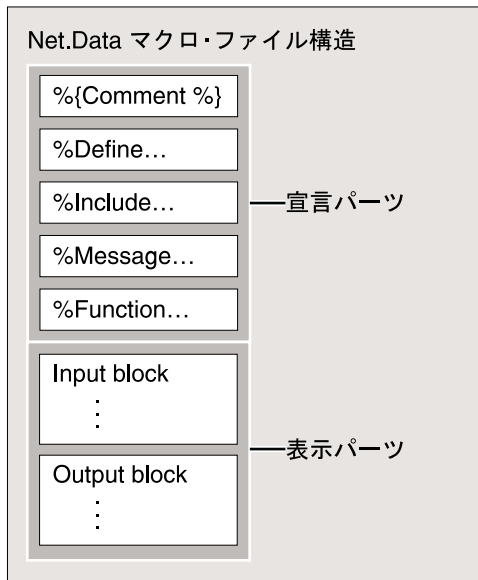 Net.Data マクロ・ファイル構造
%{Comment %}
%Define...
%Include...
宣言パーツ
%Message...
%Function...
Input block
⋮
表示パーツ
Output block
⋮